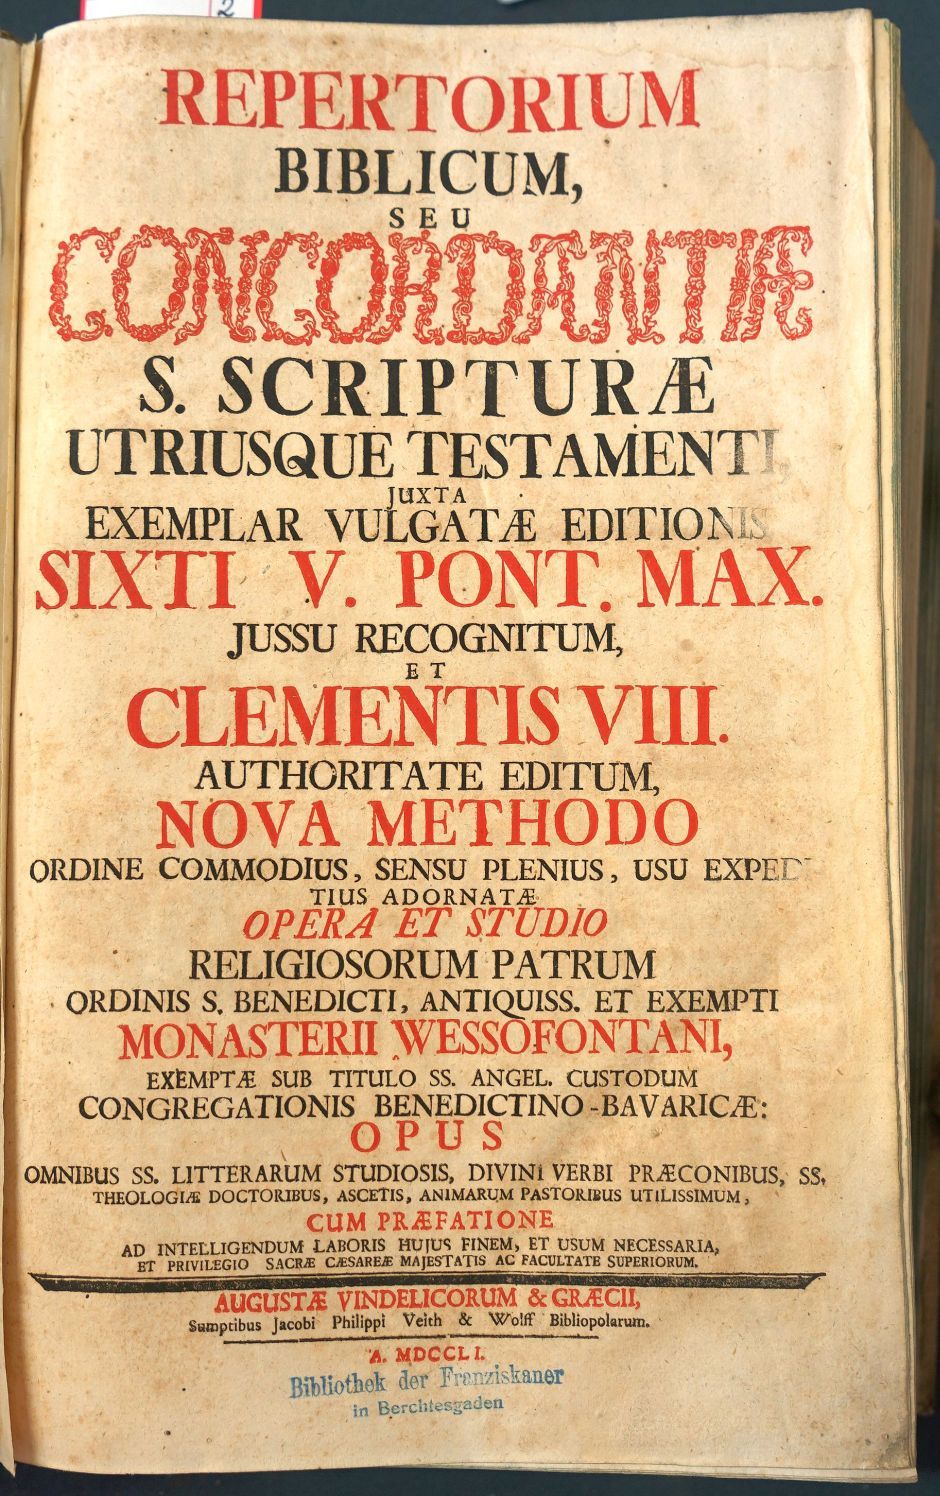 2
REPERTORIUM
BIBLICUM,
SEU
CONCORDANTIÆ
S. SCRIPTURÆ
UTRIUSQUE TESTAMENTI,
JUXTA
EXEMPLAR VULGATÆ EDITIONIS
SIXTI V. PONT. MAX.
JUSSU RECOGNITUM,
ET
CLEMENTIS VIII.
AUTHORITATE EDITUM,
NOVA METHODO
ORDINE COMMODIUS, SENSU PLENIUS, USU EXPEDI
TIUS ADORNATÆ
OPERA ET STUDIO
RELIGIOSORUM PATRUM
ORDINIS S. BENEDICTI, ANTIQUISS. ET EXEMPTI
MONASTERII WESSOFONTANI,
EXEMPTÆ SUB TITULO SS. ANGEL. CUSTODUM
CONGREGATIONIS BENEDICTINO-BAVARICÆ:
OPUS
OMNIBUS SS. LITTERARUM STUDIOSIS, DIVINI VERBI PRÆCONIBUS, SS.
THEOLOGIÆ DOCTORIBUS, ASCETIS, ANIMARUM PASTORIBUS UTILISSIMUM,
CUM PRÆFATIONE
AD INTELLIGENDUM LABORIS HUJUS FINEM, ET USUM NECESSARIA,
ET PRIVILEGIO SACRÆ CÆSAREÆ MAJESTATIS AC FACULTATE SUPERIORUM.
AUGUSTÆ VINDELICORUM & GRÆCII,
Sumptibus Jacobi Philippi Veith & Wolff Bibliopolarum.
A. MDCCLI.
Bibliothek der Franziskaner
in Berchtesgaden